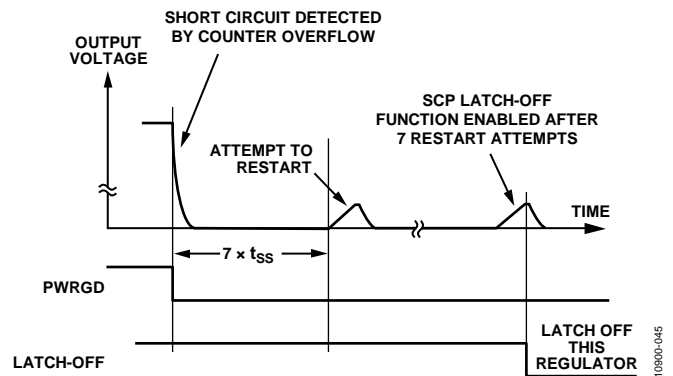 SHORT CIRCUIT DETECTED
BY COUNTER OVERFLOW
OUTPUT
VOLTAGE
SCP LATCH-OFF
FUNCTION ENABLED AFTER
7 RESTART ATTEMPTS
ATTEMPT TO
RESTART
TIME
7 × tSS
PWRGD
LATCH-OFF
LATCH OFF
THIS
REGULATOR
10900-045